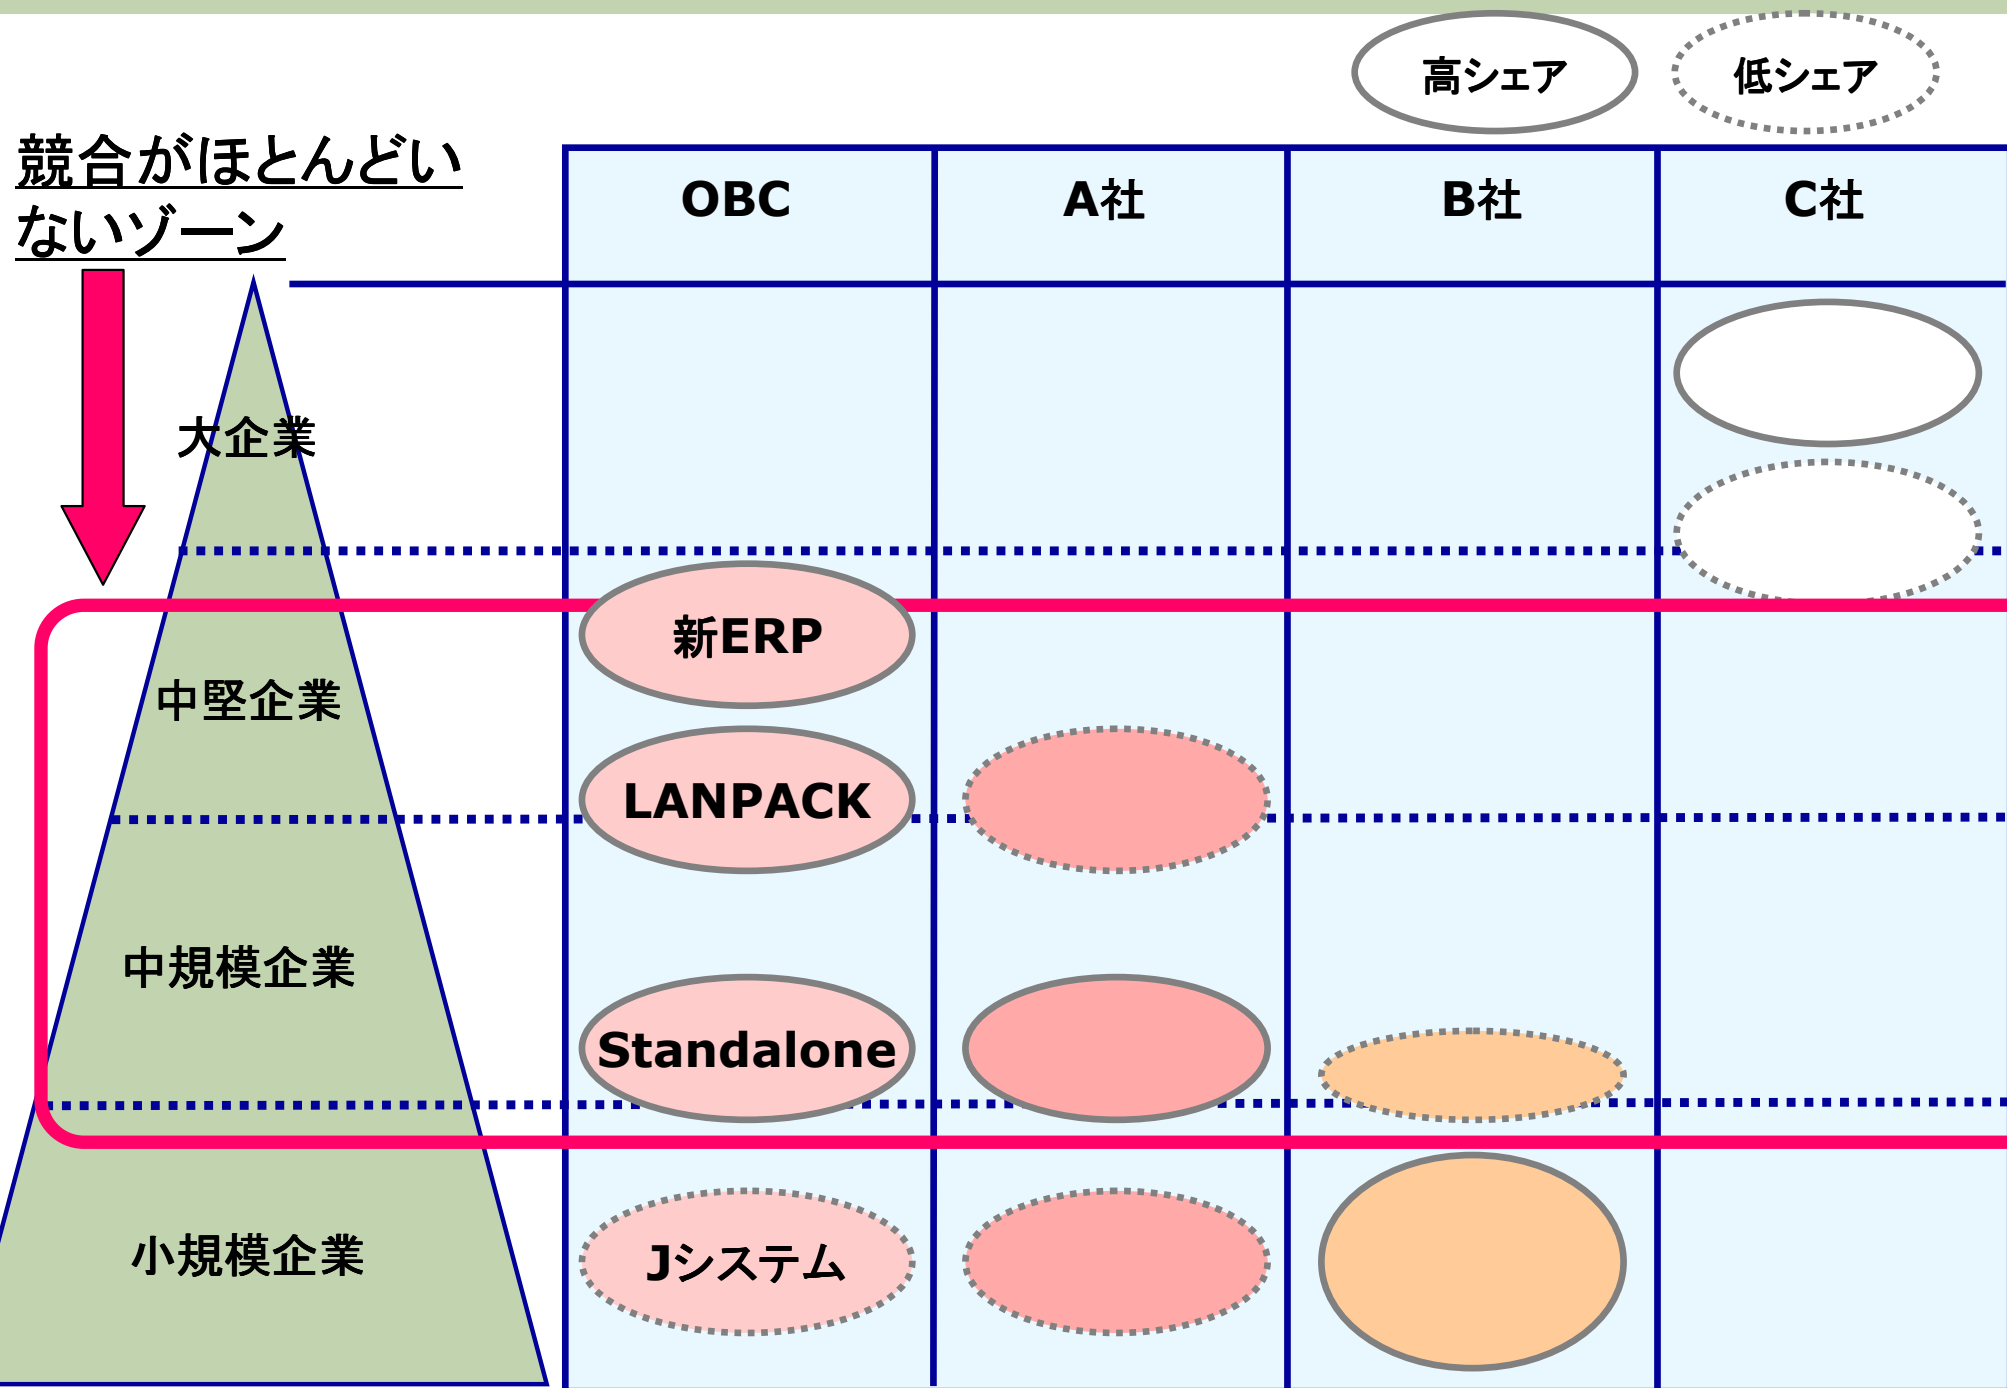 高シェア
低シェア
競合がほとんどい
ないゾーン
OBC
A社
B社
C社
大企業
新ERP
中堅企業
LANPACK
中規模企業
Standalone
小規模企業
Jシステム